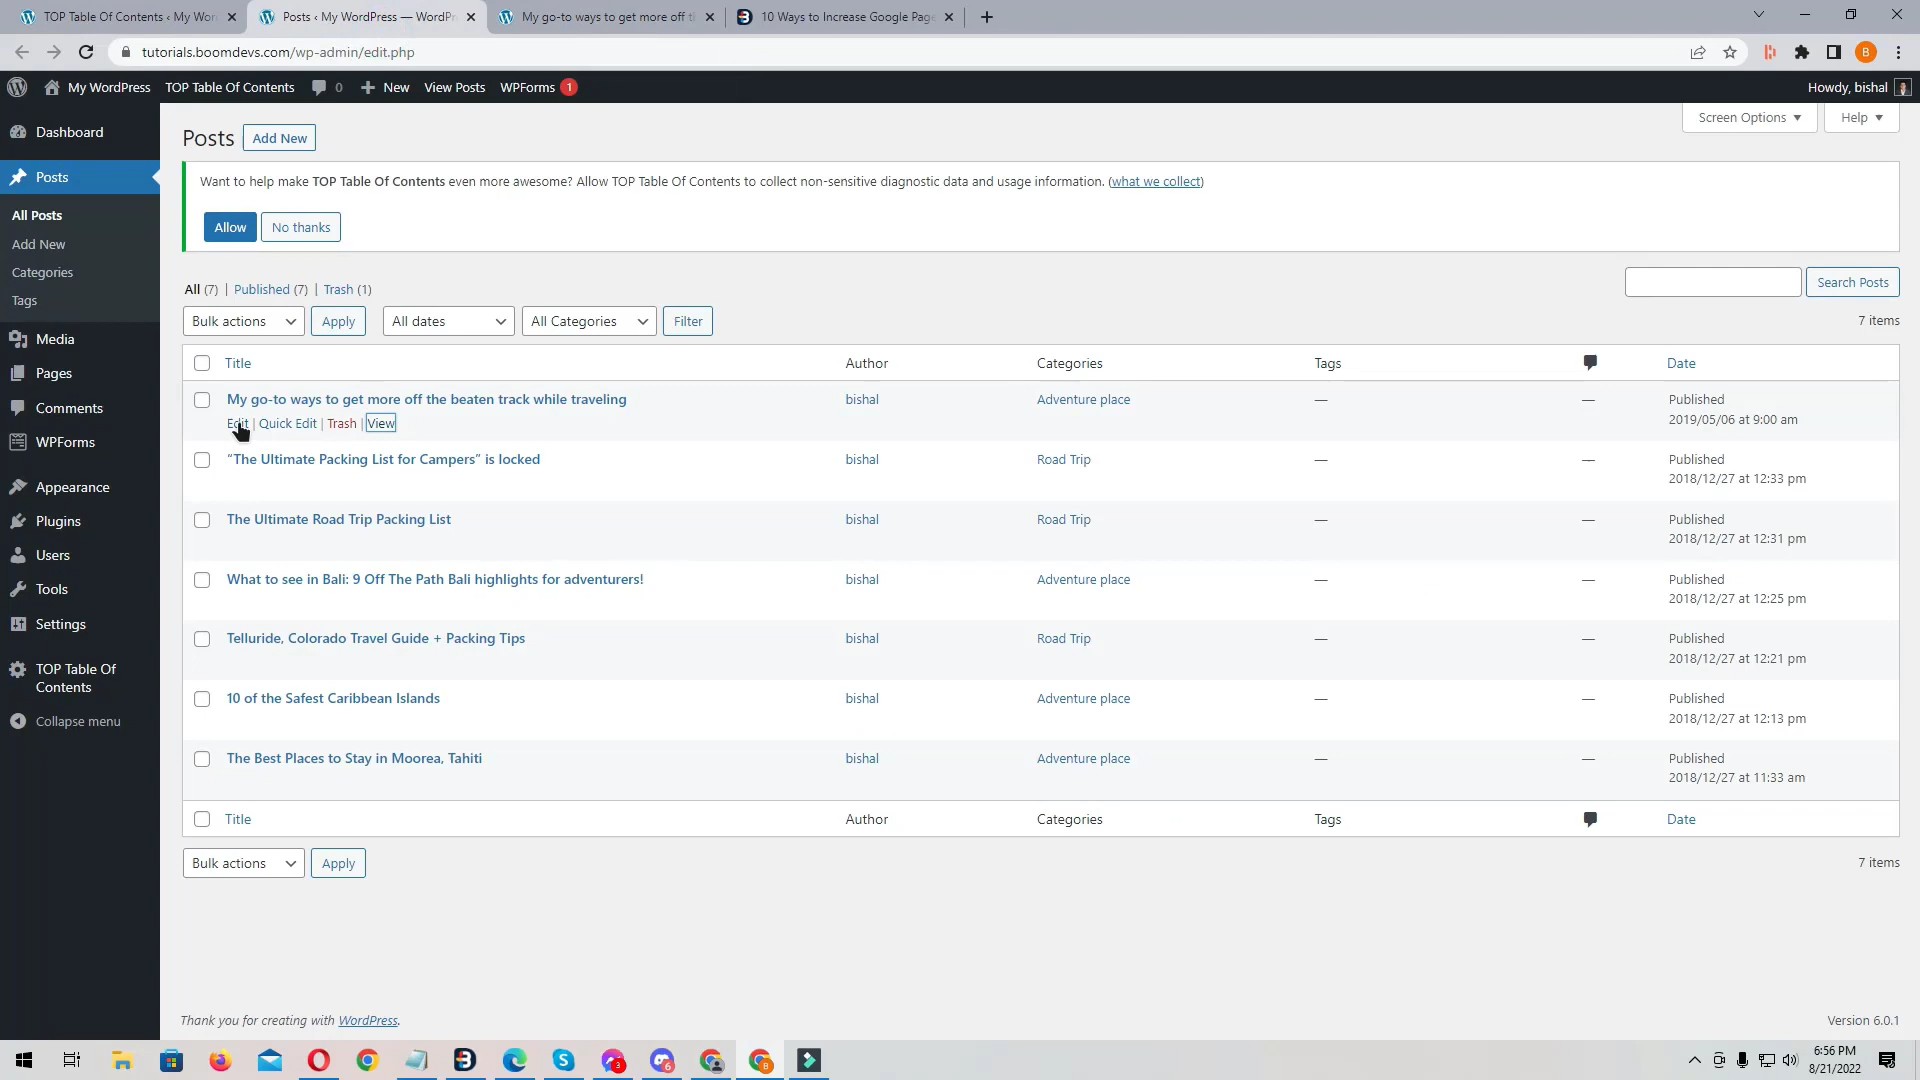 TOP Table Of Contents ‹ My Wor
Posts ‹ My WordPress — WordPr
My go-to ways to get more off t
10 Ways to Increase Google Page
tutorials.boomdevs.com/wp-admin/edit.php
B
My WordPress
TOP Table Of Contents
0
New
View Posts
WPForms 1
Howdy, bishal
Dashboard
Posts
All Posts
Add New
Categories
Tags
Media
Pages
Comments
WPForms
Appearance
Plugins
Users
Tools
Settings
TOP Table Of
Contents
Collapse menu
Posts Add New
Screen Options
Help
Want to help make TOP Table Of Contents even more awesome? Allow TOP Table Of Contents to collect non-sensitive diagnostic data and usage information. (what we collect)
Allow No thanks
All (7) | Published (7) | Trash (1)
Search Posts
Bulk actions Apply All dates All Categories Filter
7 items
Title Author Categories Tags Date
My go-to ways to get more off the beaten track while traveling bishal Adventure place — — Published
2019/05/06 at 9:00 am
Edit | Quick Edit | Trash | View
“The Ultimate Packing List for Campers” is locked bishal Road Trip — — Published
2018/12/27 at 12:33 pm
The Ultimate Road Trip Packing List bishal Road Trip — — Published
2018/12/27 at 12:31 pm
What to see in Bali: 9 Off The Path Bali highlights for adventurers! bishal Adventure place — — Published
2018/12/27 at 12:25 pm
Telluride, Colorado Travel Guide + Packing Tips bishal Road Trip — — Published
2018/12/27 at 12:21 pm
10 of the Safest Caribbean Islands bishal Adventure place — — Published
2018/12/27 at 12:13 pm
The Best Places to Stay in Moorea, Tahiti bishal Adventure place — — Published
2018/12/27 at 11:33 am
Title Author Categories Tags Date
Bulk actions Apply
7 items
Thank you for creating with WordPress.
Version 6.0.1
6:56 PM
8/21/2022